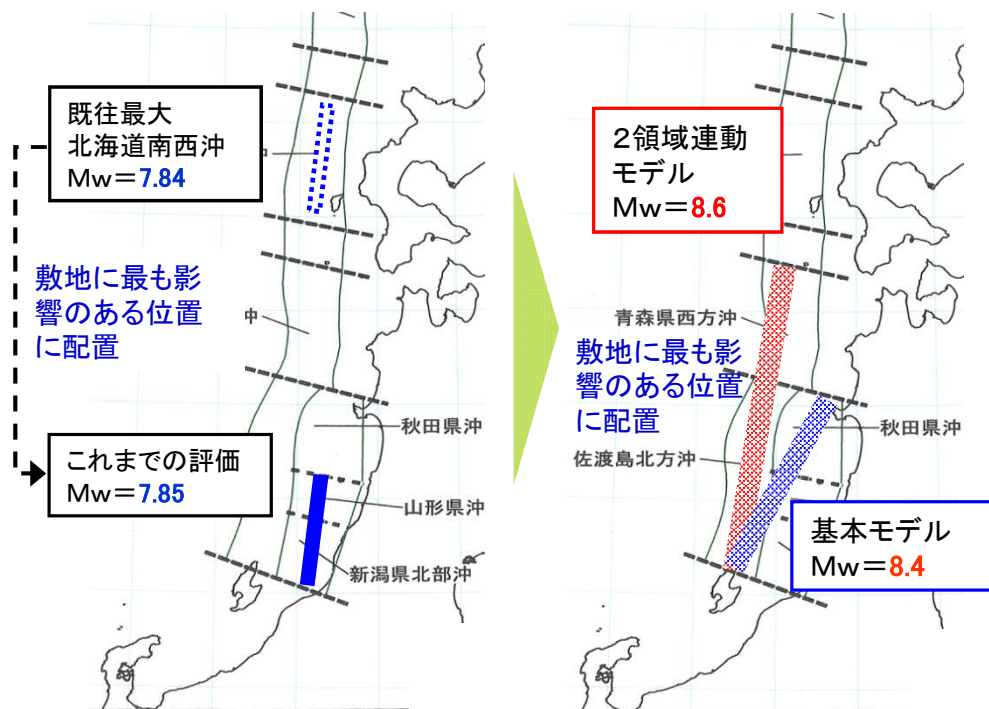 既往最大
北海道南西沖
Mw＝7.84
敷地に最も影
響のある位置
に配置
沖
秋田県沖
これまでの評価
Mw＝7.85
山形県沖
新潟県北部沖
２領域連動
モデル
Mw＝8.6
青森県西方沖
敷地に最も影
響のある位置
に配置
秋田県沖
佐渡島北方沖
基本モデル
Mw＝8.4